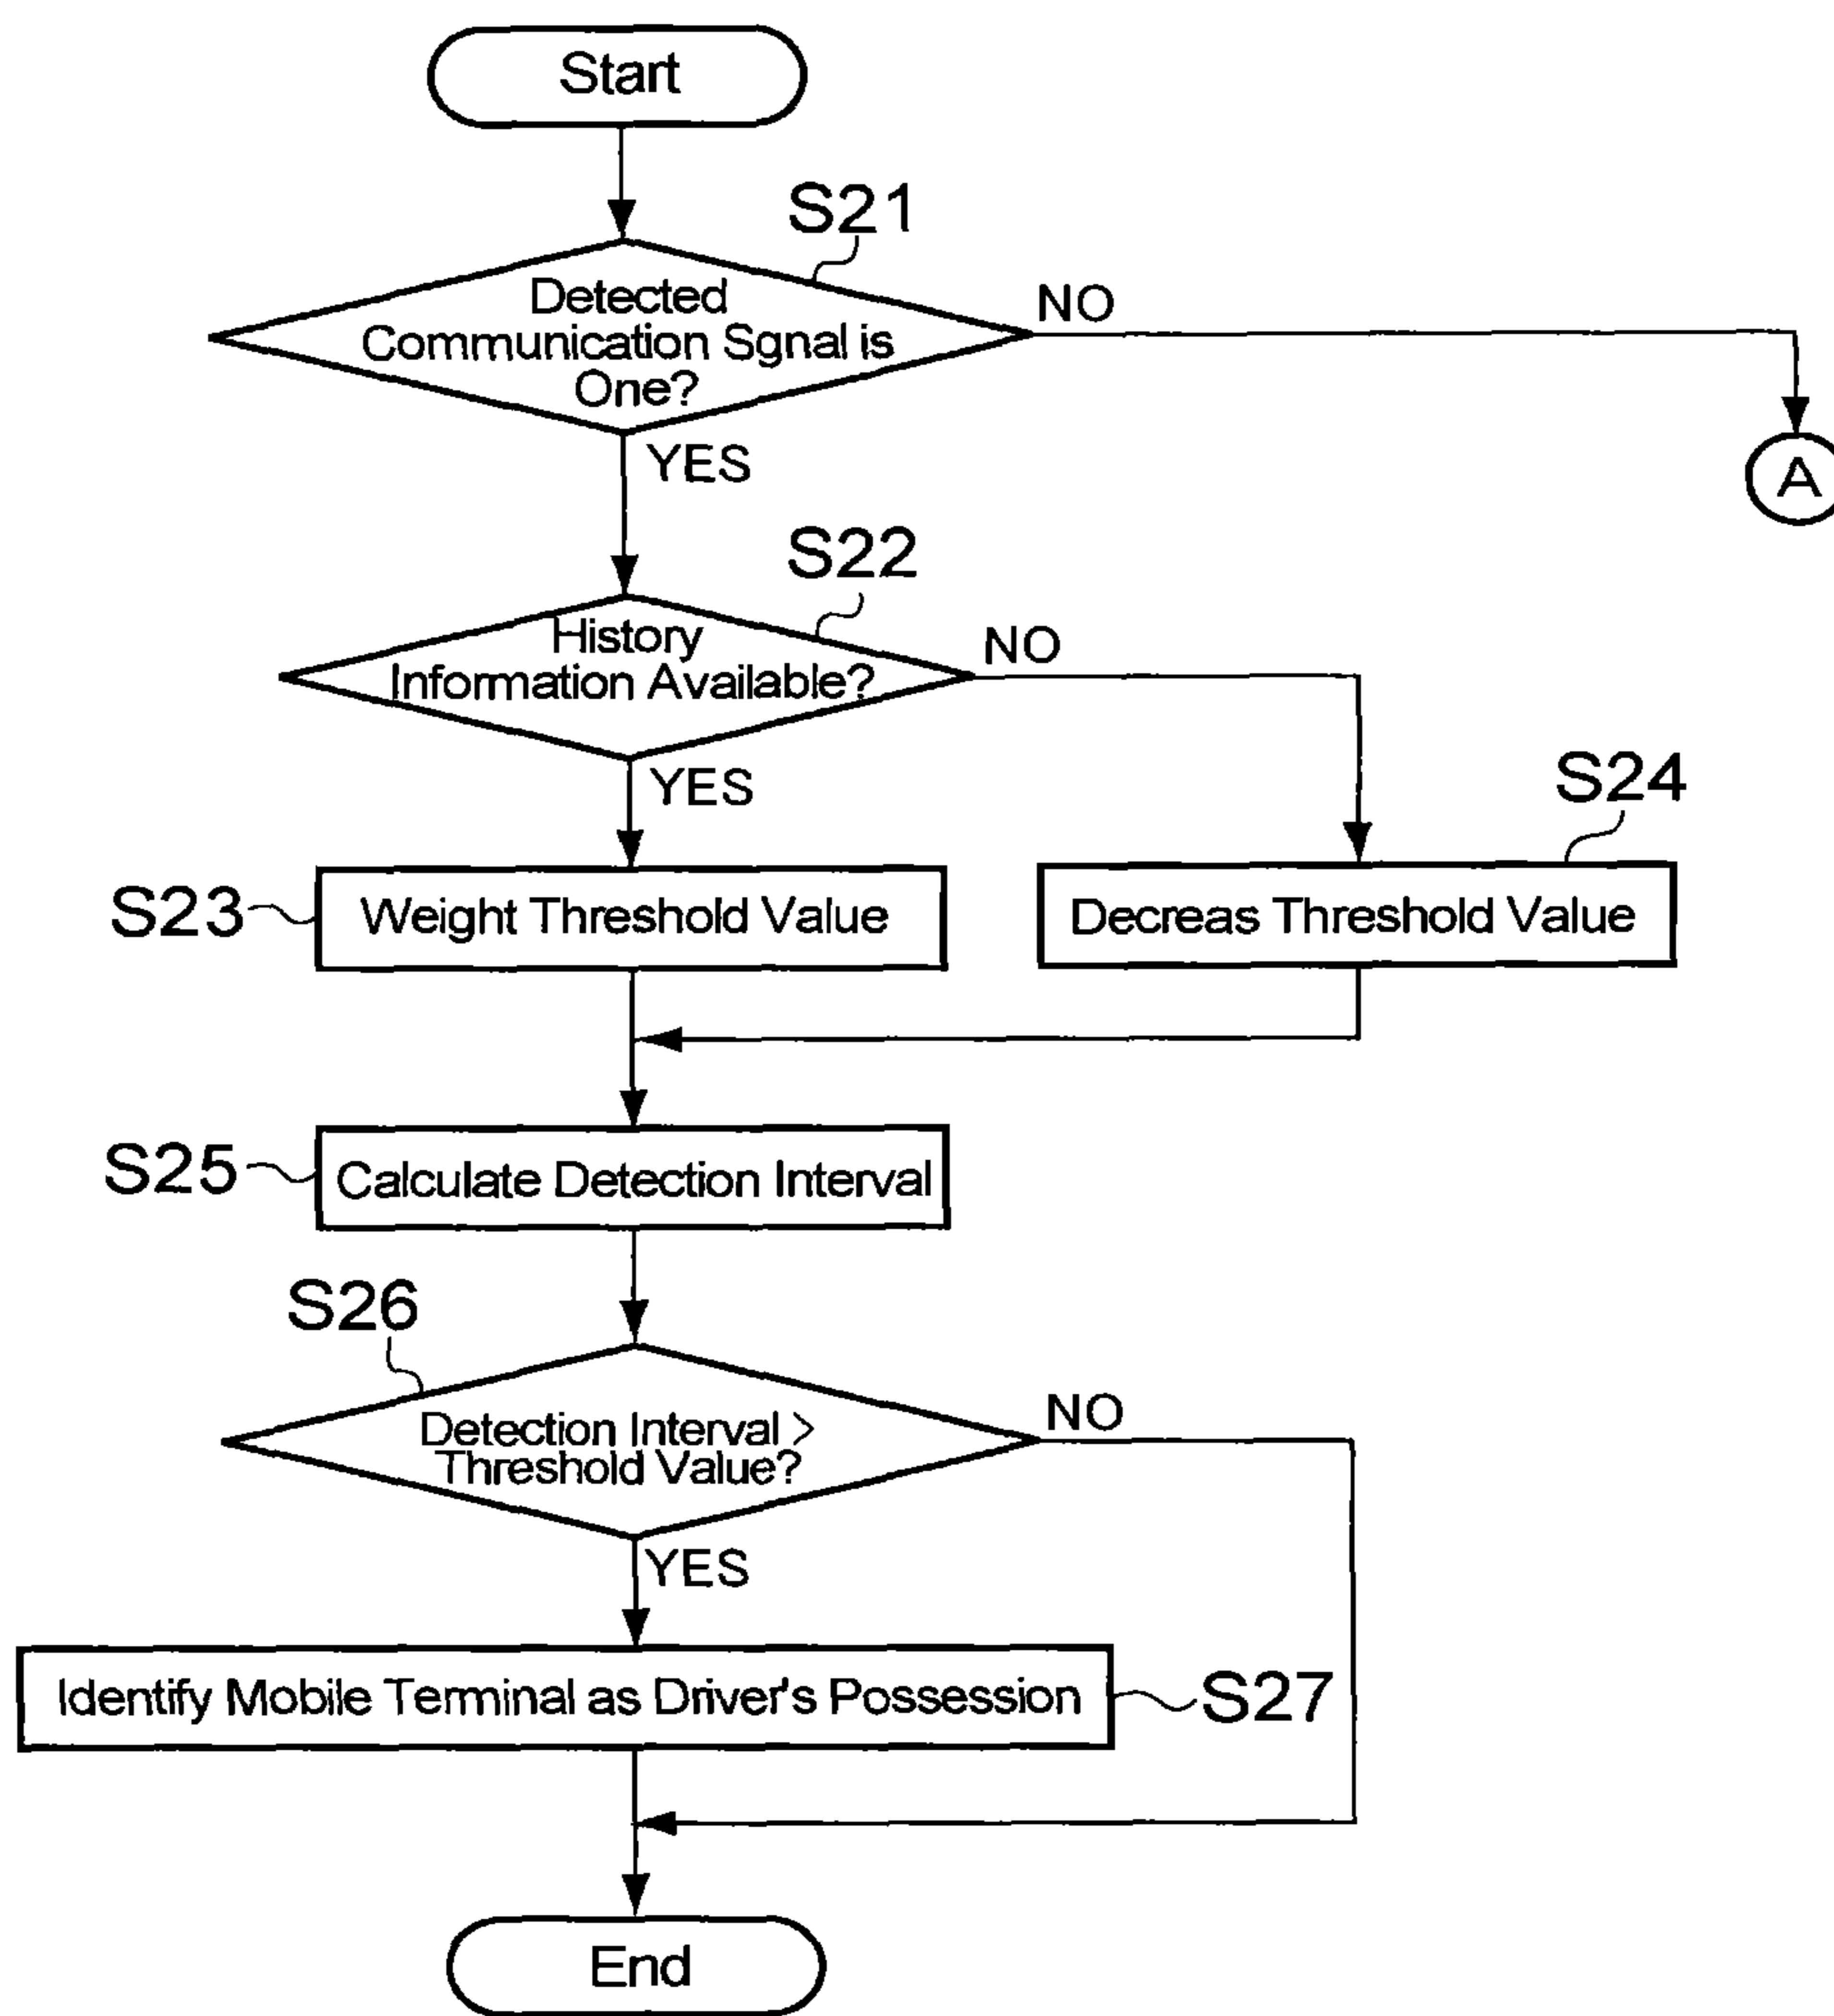 Start
S21
Detected
Communication Sgnal is
One?
NO
YES
A
S22
History
Information Available?
NO
YES
S24
S23
Weight Threshold Value
Decreas Threshold Value
S25
Calculate Detection Interval
S26
Detection Interval >
Threshold Value?
NO
YES
Identify Mobile Terminal as Driver's Possession
S27
End